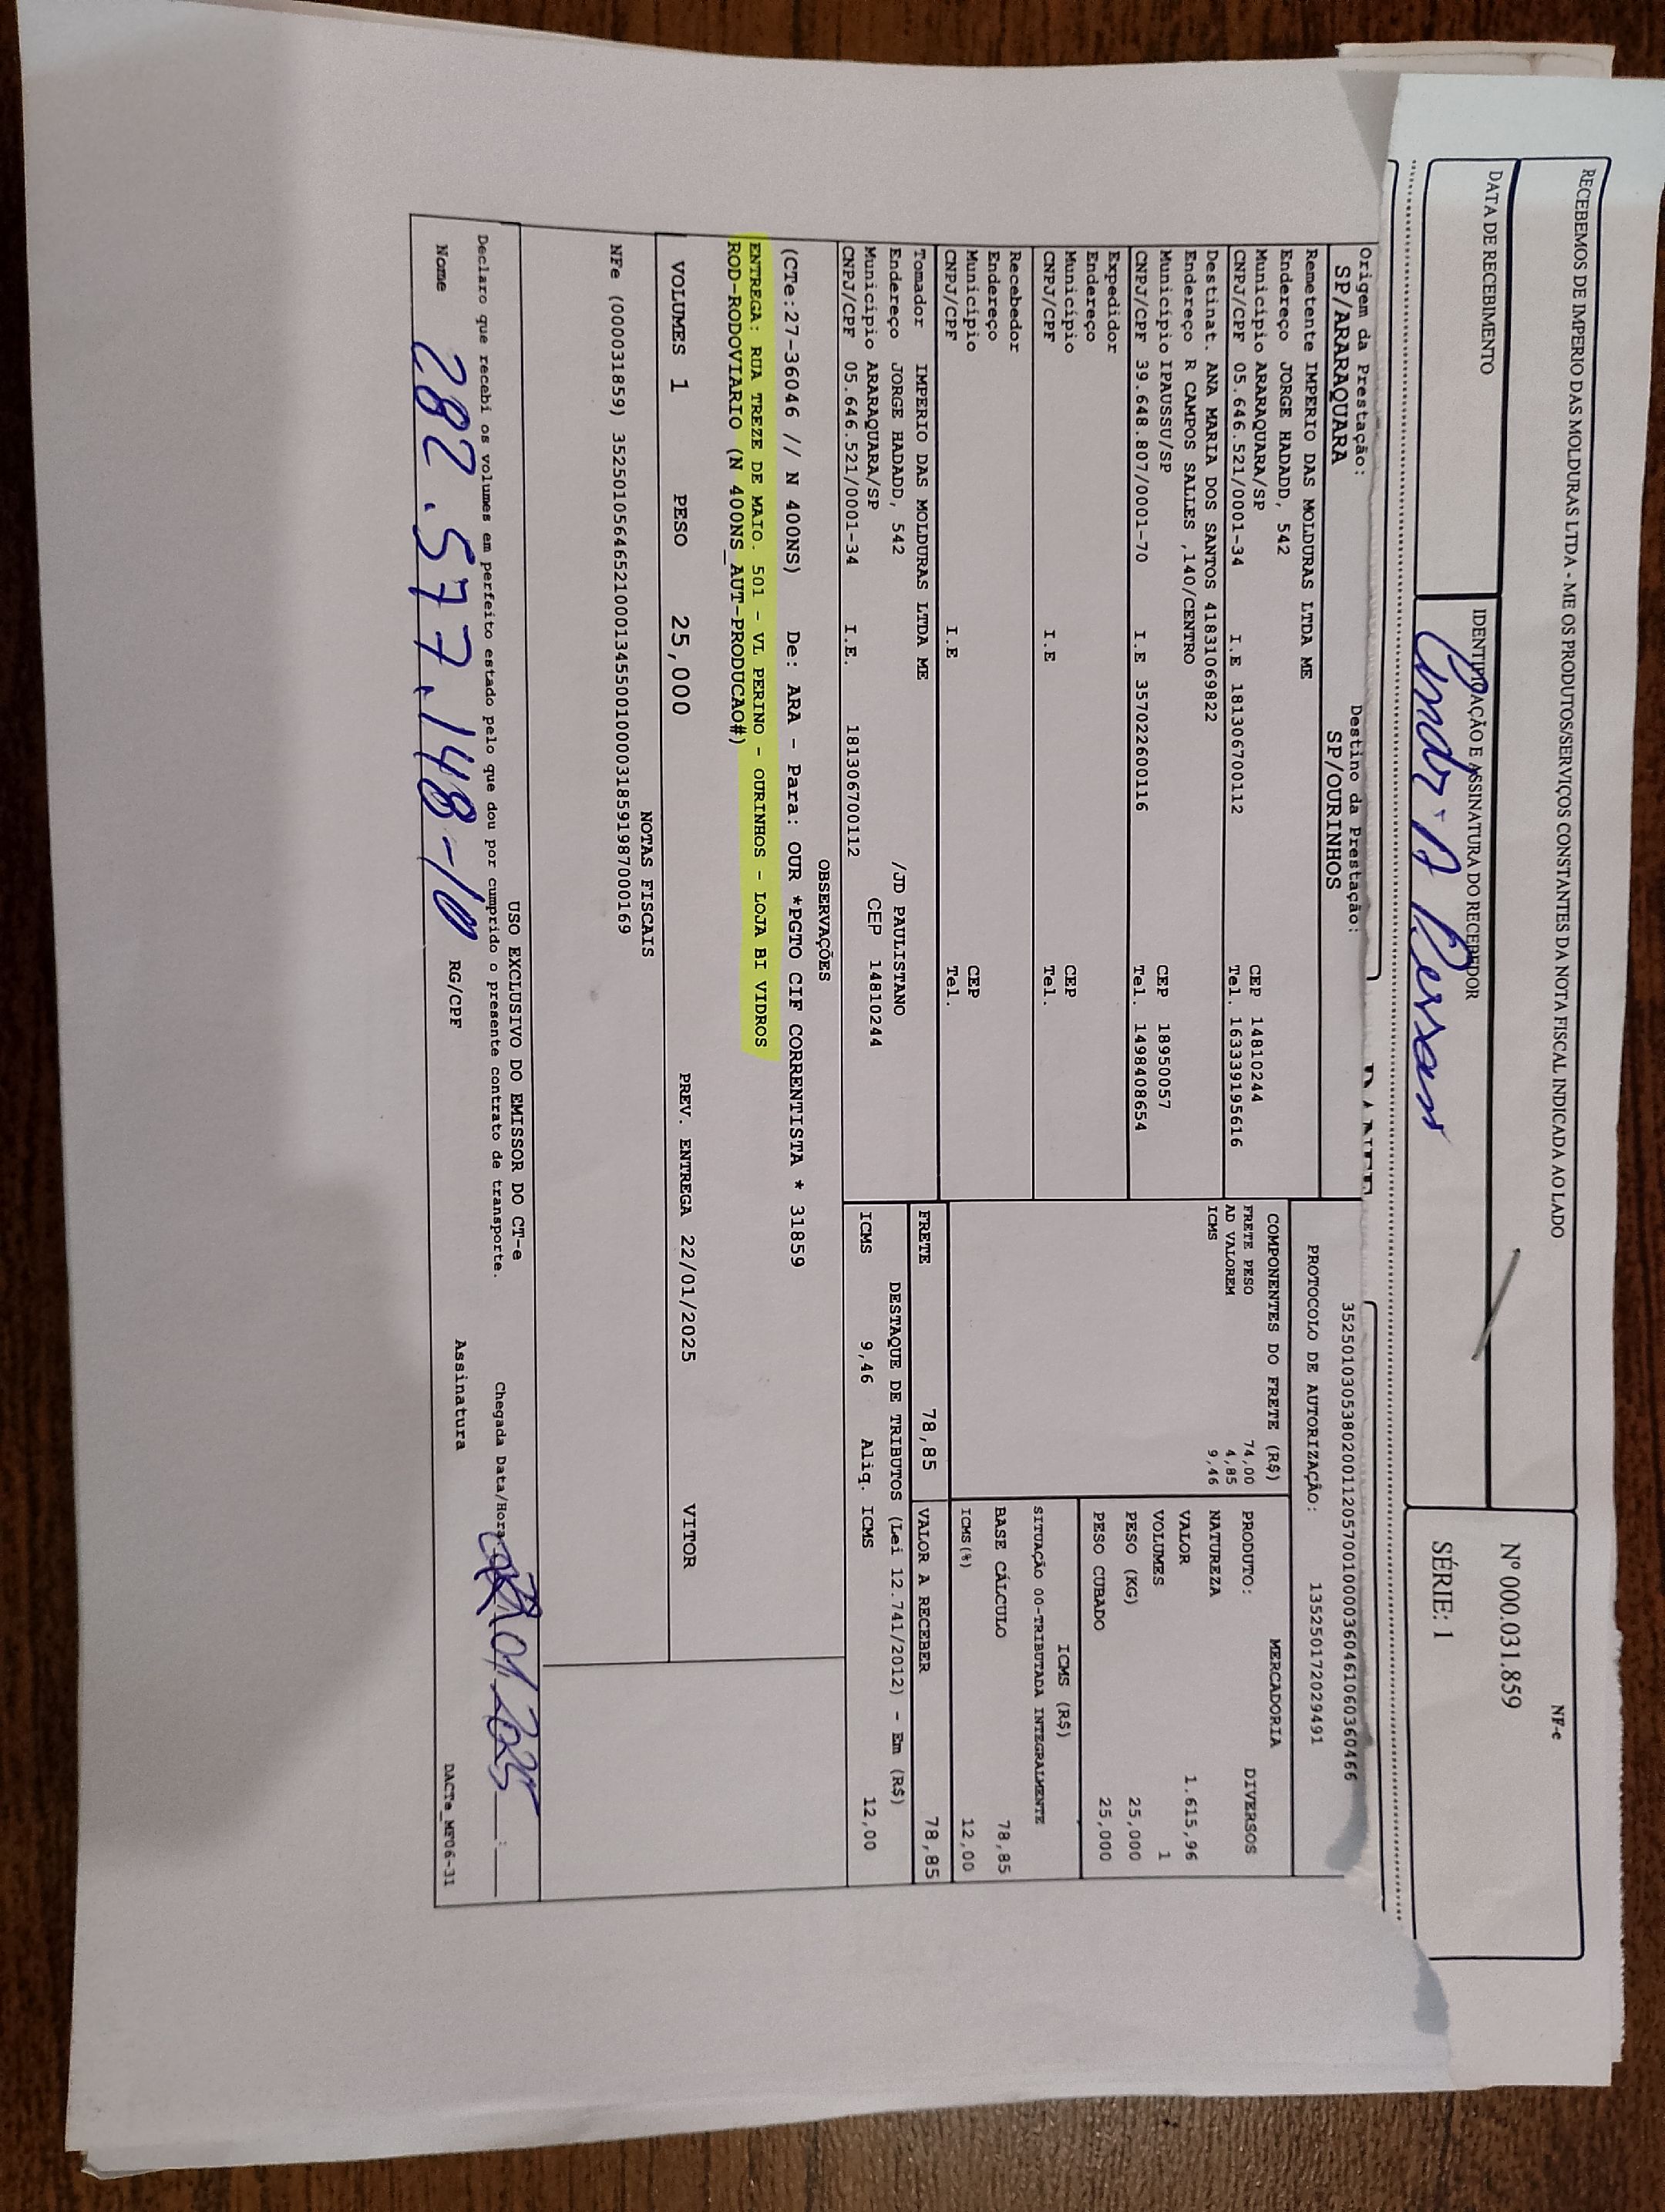 RECEBEMOS DE IMPERIO DAS MOLDURAS LTDA - ME OS PRODUTOS/SERVIÇOS CONSTANTES DA NOTA FISCAL INDICADA AO LADO
NF-e
Nº 000.031.859
SÉRIE: 1
DATA DE RECEBIMENTO
IDENTIFICAÇÃO E ASSINATURA DO RECEBEDOR
35250103053802001120570010000360461060360466
Origem da Prestação:
SP/ARARAQUARA
Destino da Prestação:
SP/OURINHOS
PROTOCOLO DE AUTORIZAÇÃO: 135250172029491
Remetente IMPERIO DAS MOLDURAS LTDA ME
Endereço JORGE HADADD, 542
Município ARARAQUARA/SP CEP 14810244
CNPJ/CPF 05.646.521/0001-34 I.E 181306700112 Tel. 16339195616
Destinat. ANA MARIA DOS SANTOS 41831069822
Endereço R CAMPOS SALLES ,140/CENTRO
Município IPAUSSU/SP CEP 18950057
CNPJ/CPF 39.648.807/0001-70 I.E 357022600116 Tel. 1498408654
Expedidor
Endereço
Município CEP
CNPJ/CPF I.E Tel.
Recebedor
Endereço
Município CEP
CNPJ/CPF I.E Tel.
Tomador IMPERIO DAS MOLDURAS LTDA ME
Endereço JORGE HADADD, 542 /JD PAULISTANO
Município ARARAQUARA/SP CEP 14810244
CNPJ/CPF 05.646.521/0001-34 I.E. 181306700112
COMPONENTES DO FRETE (R$)
FRETE PESO 74,00
AD VALOREM 4,85
ICMS 9,46
MERCADORIA
PRODUTO: DIVERSOS
NATUREZA
VALOR 1.615,96
VOLUMES 1
PESO (KG) 25,000
PESO CUBADO 25,000
ICMS (R$)
SITUAÇÃO 00-TRIBUTADA INTEGRALMENTE
BASE CÁLCULO 78,85
ICMS(%) 12,00
FRETE 78,85 VALOR A RECEBER 78,85
DESTAQUE DE TRIBUTOS (Lei 12.741/2012) - Em (R$)
ICMS 9,46 Aliq. ICMS 12,00
OBSERVAÇÕES
(CTe:27-36046 // N 400NS) De: ARA - Para: OUR *PGTO CIF CORRENTISTA * 31859
ENTREGA: RUA TREZE DE MAIO. 501 - VL PERINO - OURINHOS - LOJA BI VIDROS
ROD-RODOVIARIO (N 400NS_AUT-PRODUCAO#)
VOLUMES 1 PESO 25,000 PREV. ENTREGA 22/01/2025 VITOR
NOTAS FISCAIS
NFe (000031859) 35250105646521000134550010000318591987000169
USO EXCLUSIVO DO EMISSOR DO CT-e
Declaro que recebi os volumes em perfeito estado pelo que dou por cumprido o presente contrato de transporte.
Chegada Data/Hora 01.2025 :
Nome 282.577.148-10 RG/CPF Assinatura
DACTe_MF06-31